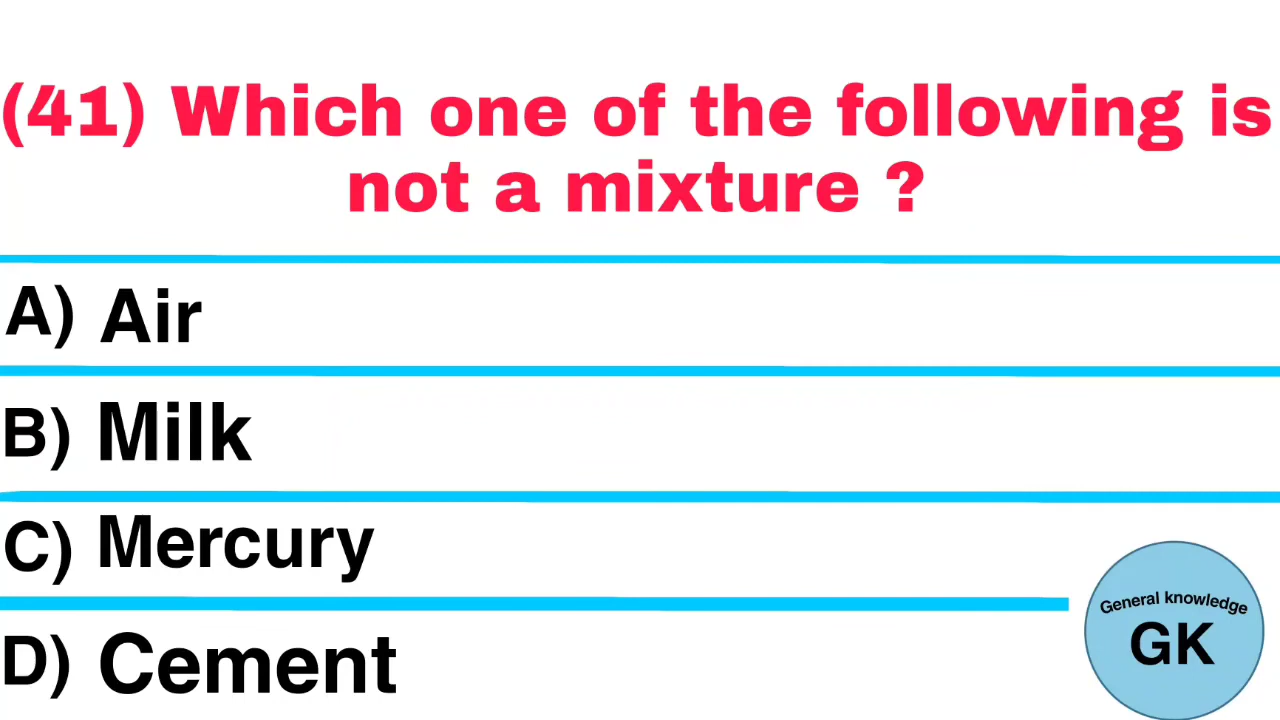 (41) Which one of the following is
not a mixture ?
A) Air
B) Milk
C) Mercury
D) Cement
General knowledge
GK